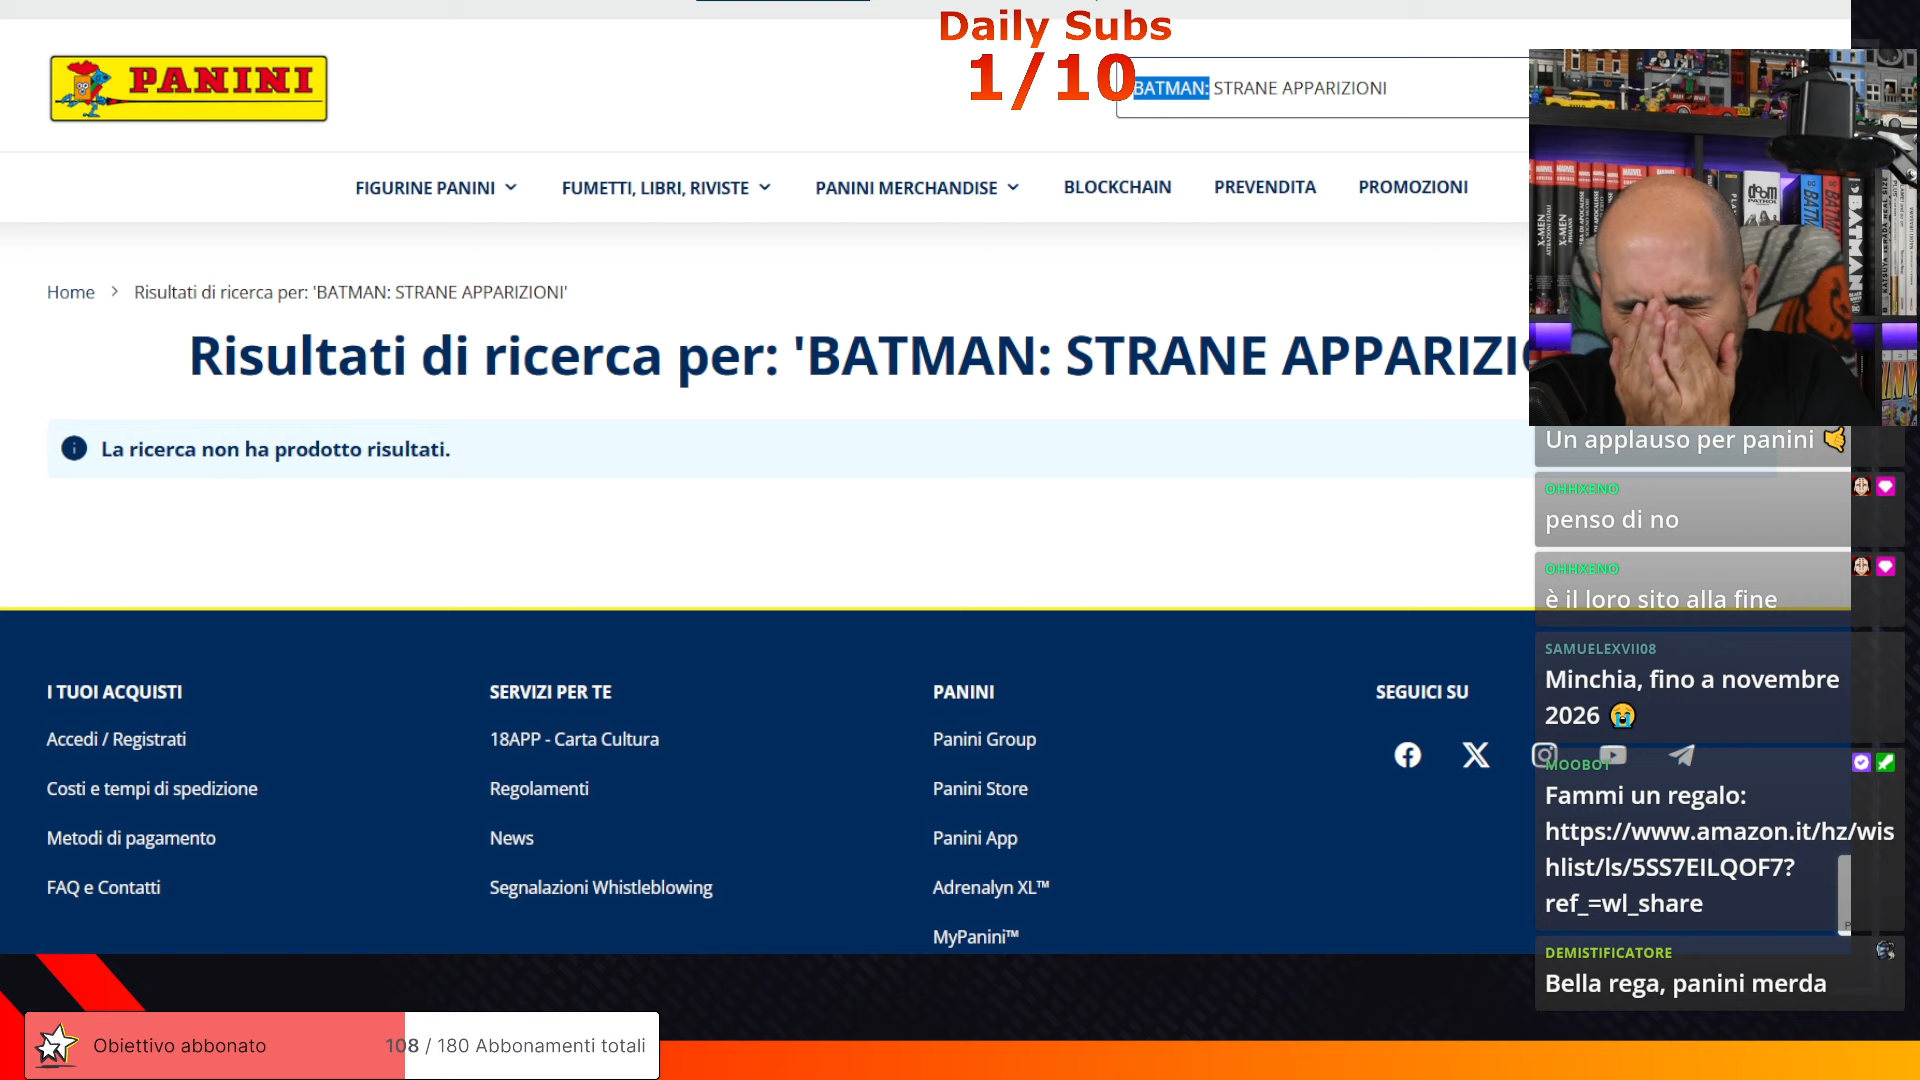 Daily Subs
1/10
PANINI
BATMAN: STRANE APPARIZIONI
FIGURINE PANINI
FUMETTI, LIBRI, RIVISTE
PANINI MERCHANDISE
BLOCKCHAIN
PREVENDITA
PROMOZIONI
Home > Risultati di ricerca per: 'BATMAN: STRANE APPARIZIONI'
Risultati di ricerca per: 'BATMAN: STRANE APPARIZI
La ricerca non ha prodotto risultati.
I TUOI ACQUISTI
Accedi / Registrati
Costi e tempi di spedizione
Metodi di pagamento
FAQ e Contatti
SERVIZI PER TE
18APP - Carta Cultura
Regolamenti
News
Segnalazioni Whistleblowing
PANINI
Panini Group
Panini Store
Panini App
Adrenalyn XL™
MyPanini™
SEGUICI SU
X-MEN
X-MEN
doom
PATROL
BATMAN
Un applauso per panini 🤙
OHHXENO
penso di no
OHHXENO
è il loro sito alla fine
SAMUELEXVII08
Minchia, fino a novembre
2026 😭
MOOBOT
Fammi un regalo:
https://www.amazon.it/hz/wis
hlist/ls/5SS7EILQOF7?
ref_=wl_share
DEMISTIFICATORE
Bella rega, panini merda
Obiettivo abbonato
108 / 180 Abbonamenti totali